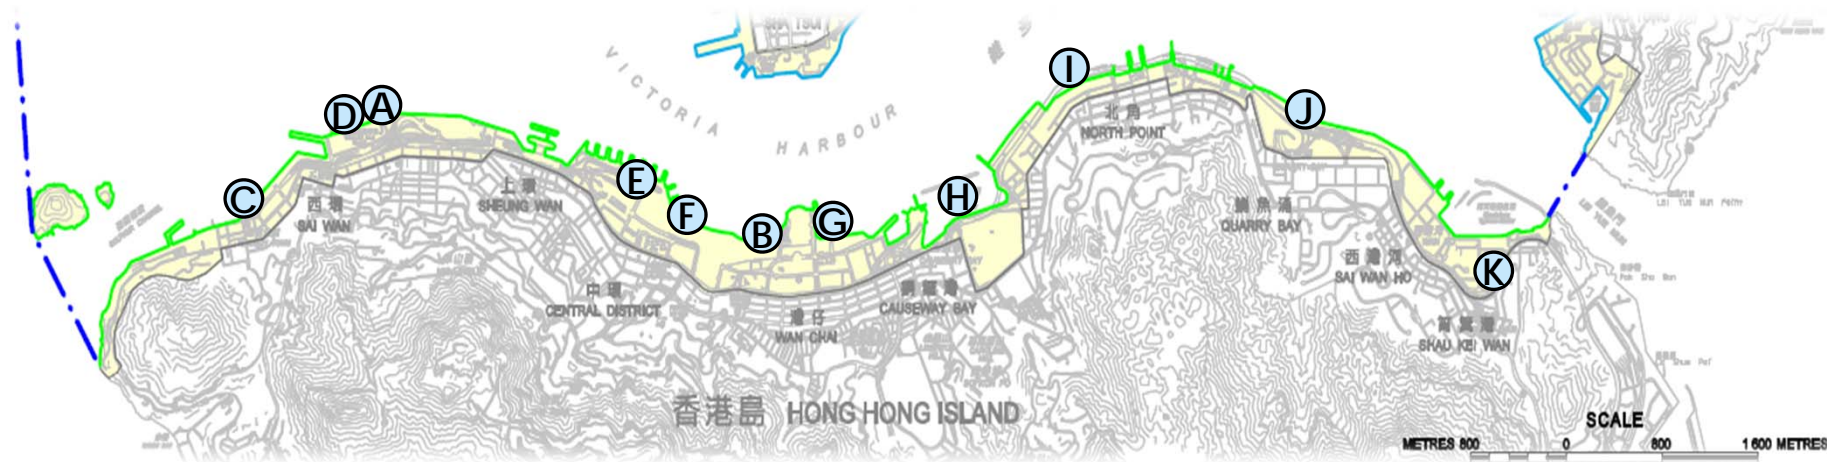 SHA TSUI
VICTORIA
HARBOUR
D
A
I
J
C
E
F
B
G
H
K
北角
NORTH POINT
上環
SHEUNG WAN
西環
SAI WAN
鰂魚涌
QUARRY BAY
西灣河
SAI WAN HO
中環
CENTRAL DISTRICT
銅鑼灣
CAUSEWAY BAY
灣仔
WAN CHAI
筲箕灣
SHAU KEI WAN
香港島 HONG HONG ISLAND
SCALE
METRES 800 0 800 1 600 METRES